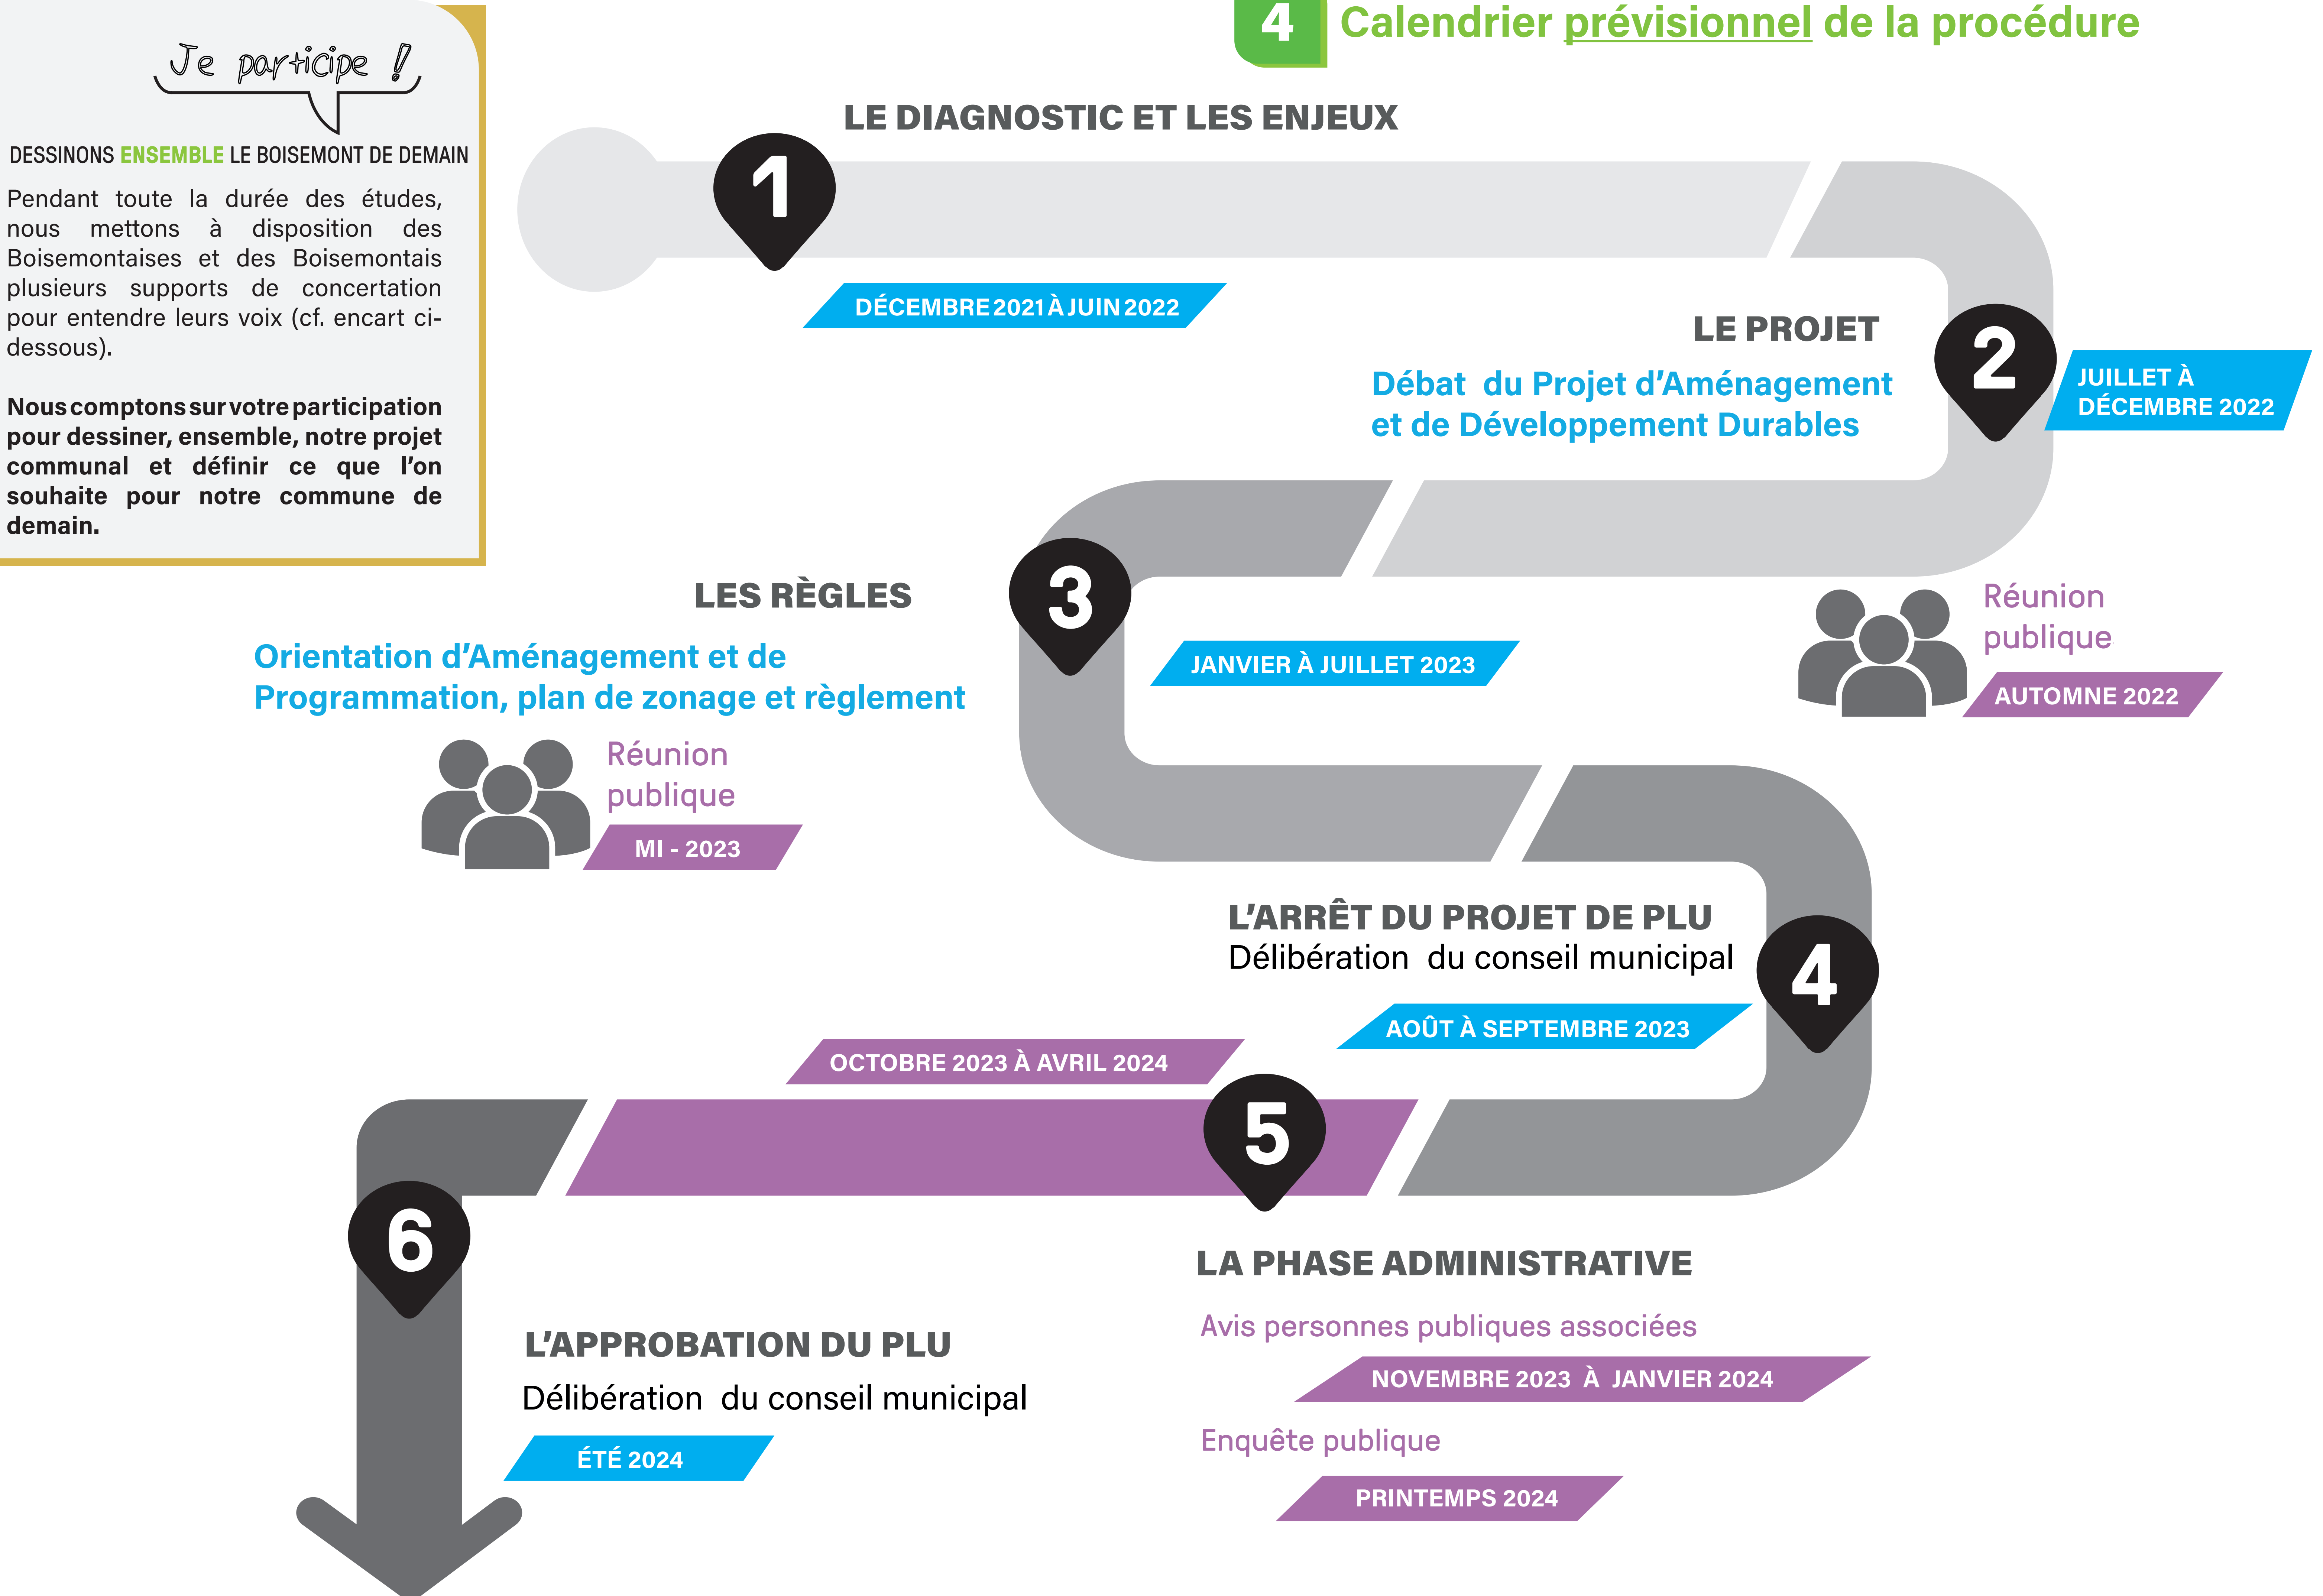 Je participe !
DESSINONS ENSEMBLE LE BOISEMONT DE DEMAIN
Pendant toute la durée des études,
nous mettons à disposition des
Boisemontaises et des Boisemontais
plusieurs supports de concertation
pour entendre leurs voix (cf. encart ci-
dessous).
Nous comptons sur votre participation
pour dessiner, ensemble, notre projet
communal et définir ce que l'on
souhaite pour notre commune de
demain.
4 Calendrier prévisionnel de la procédure
LE DIAGNOSTIC ET LES ENJEUX
1
DÉCEMBRE 2021 À JUIN 2022
LE PROJET
Débat du Projet d'Aménagement
et de Développement Durables
2
JUILLET À
DÉCEMBRE 2022
Réunion
publique
AUTOMNE 2022
LES RÈGLES
3
Orientation d'Aménagement et de
Programmation, plan de zonage et règlement
JANVIER À JUILLET 2023
Réunion
publique
MI - 2023
L'ARRÊT DU PROJET DE PLU
Délibération du conseil municipal
4
AOÛT À SEPTEMBRE 2023
OCTOBRE 2023 À AVRIL 2024
5
LA PHASE ADMINISTRATIVE
Avis personnes publiques associées
NOVEMBRE 2023 À JANVIER 2024
Enquête publique
PRINTEMPS 2024
6
L'APPROBATION DU PLU
Délibération du conseil municipal
ÉTÉ 2024